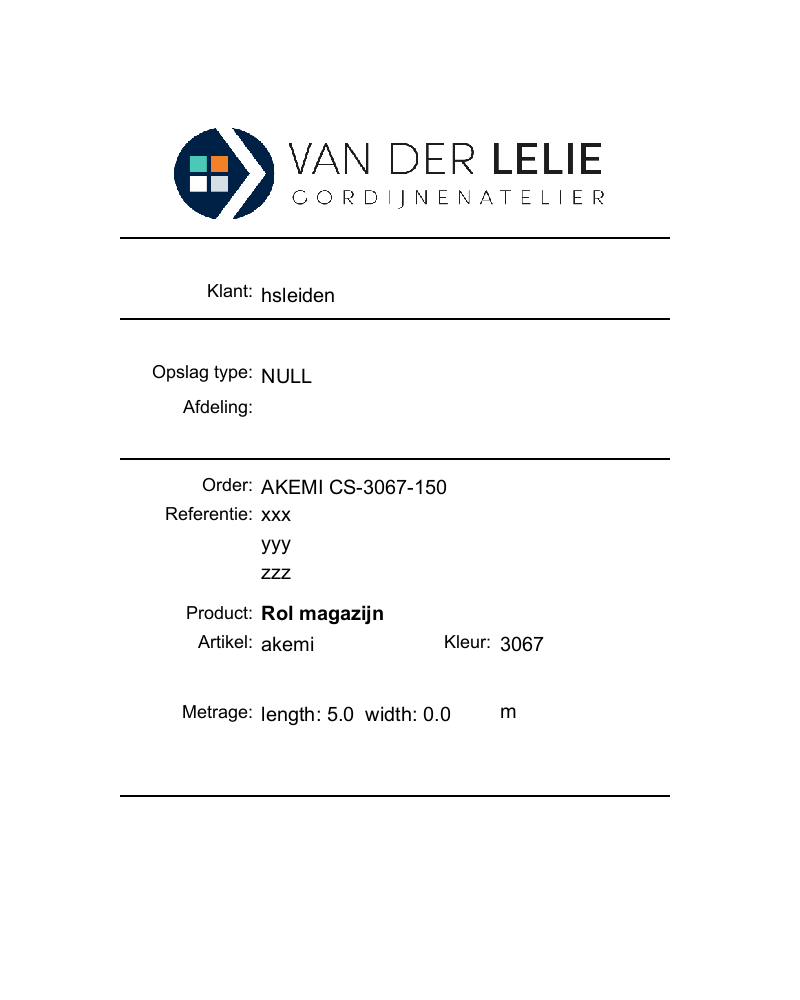 VAN DER LELIE
GORDIJNENATELIER
Klant: hsleiden
Opslag type: NULL
Afdeling:
Order: AKEMI CS-3067-150
Referentie: xxx
yyy
zzz
Product: Rol magazijn
Artikel: akemi Kleur: 3067
Metrage: length: 5.0 width: 0.0 m